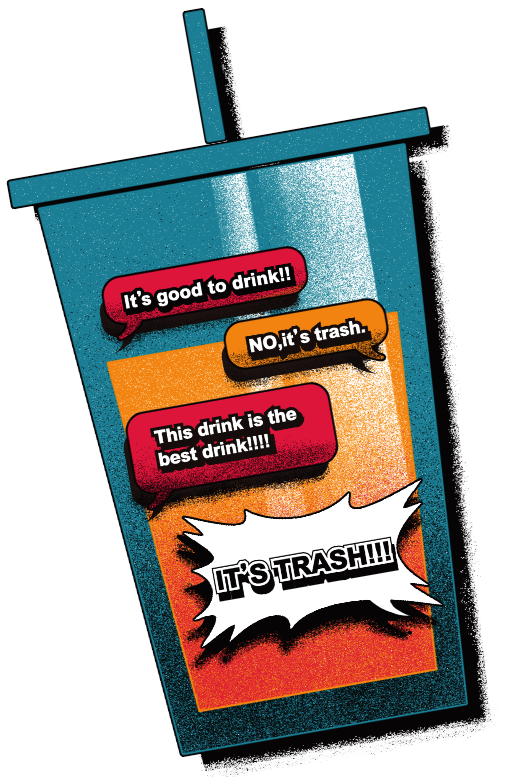 It's good to drink!!
NO,it's trash.
This drink is the
best drink!!!!
IT'S TRASH!!!